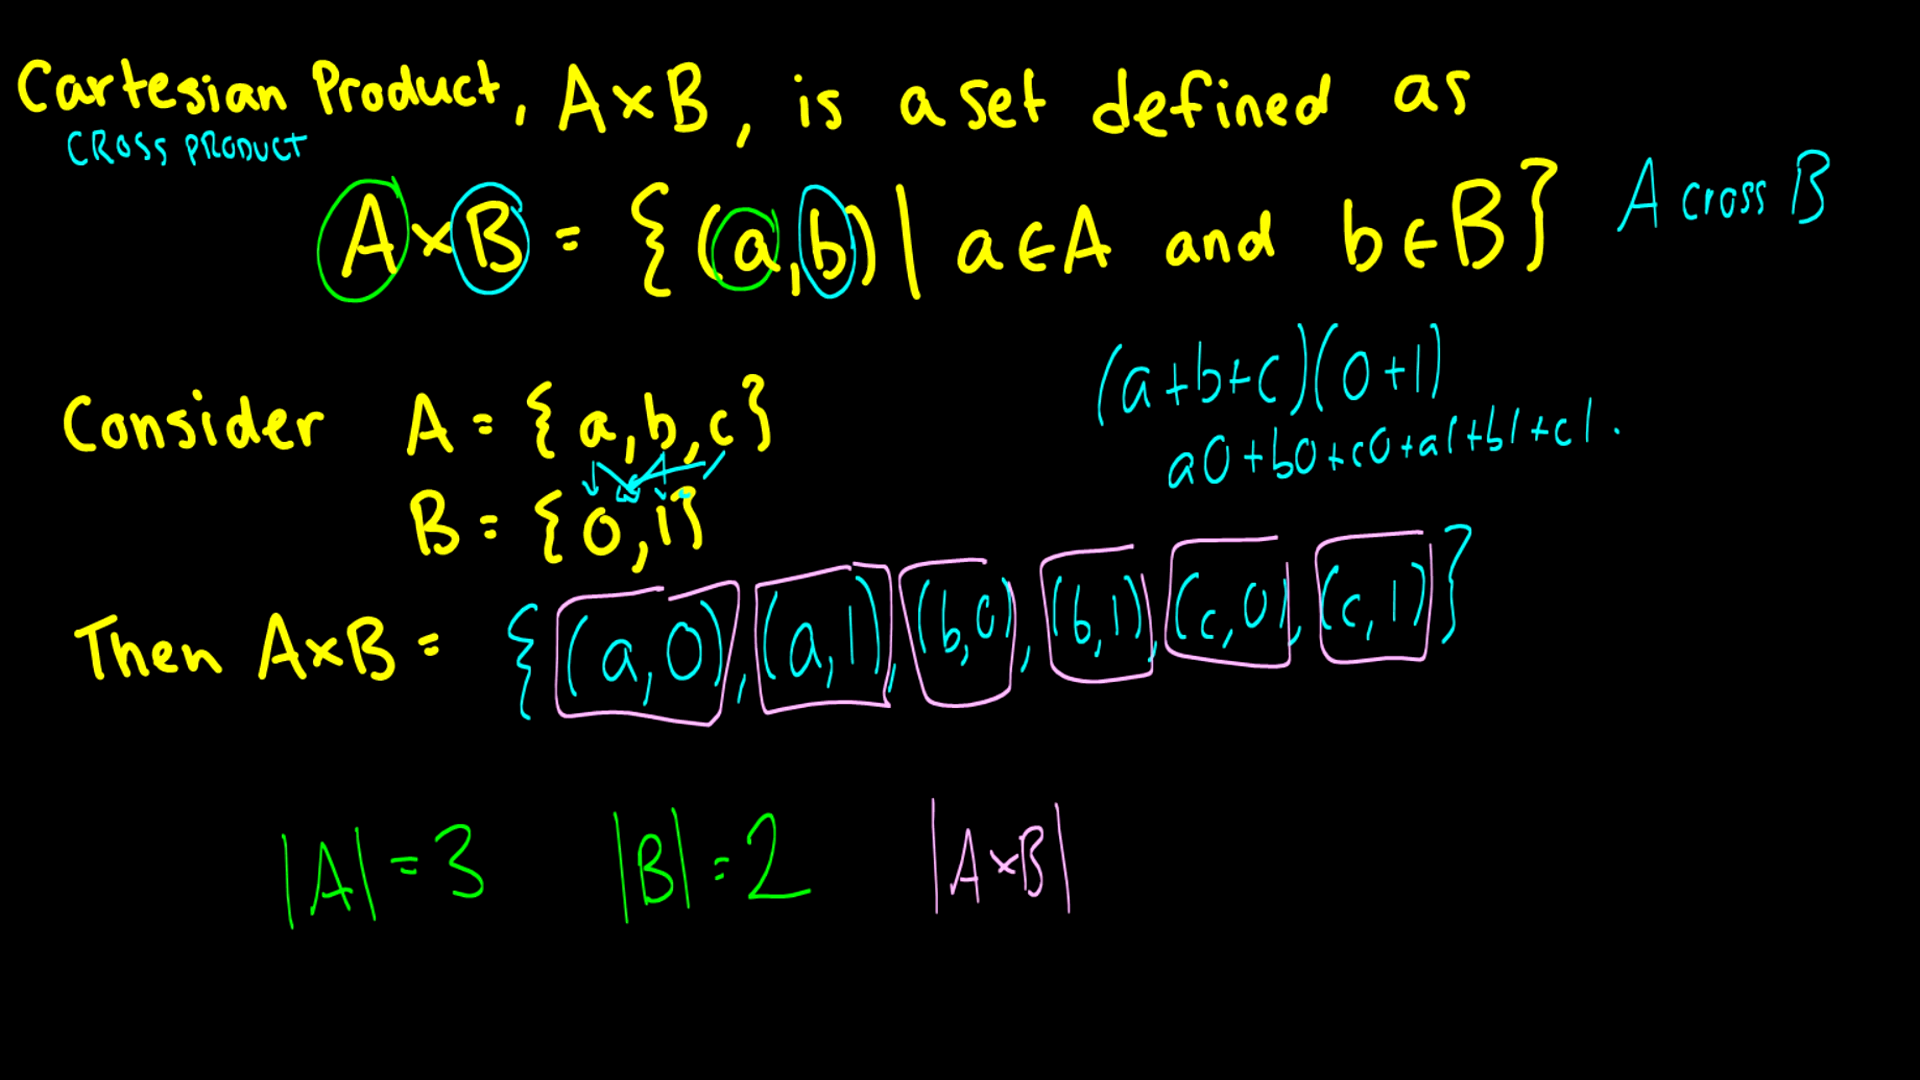 Cartesian Product, A×B, is a set defined as
CROSS PRODUCT
A×B = {(a,b)| a∈A and b∈B} A cross B
(a+b+c)(0+1)
Consider A = {a,b,c}
a0+b0+c0+a1+b1+c1.
B = {0,1}
Then A×B = {(a,0),(a,1),(b,0),(b,1),(c,0),(c,1)}
|A| = 3 |B| = 2 |A×B|